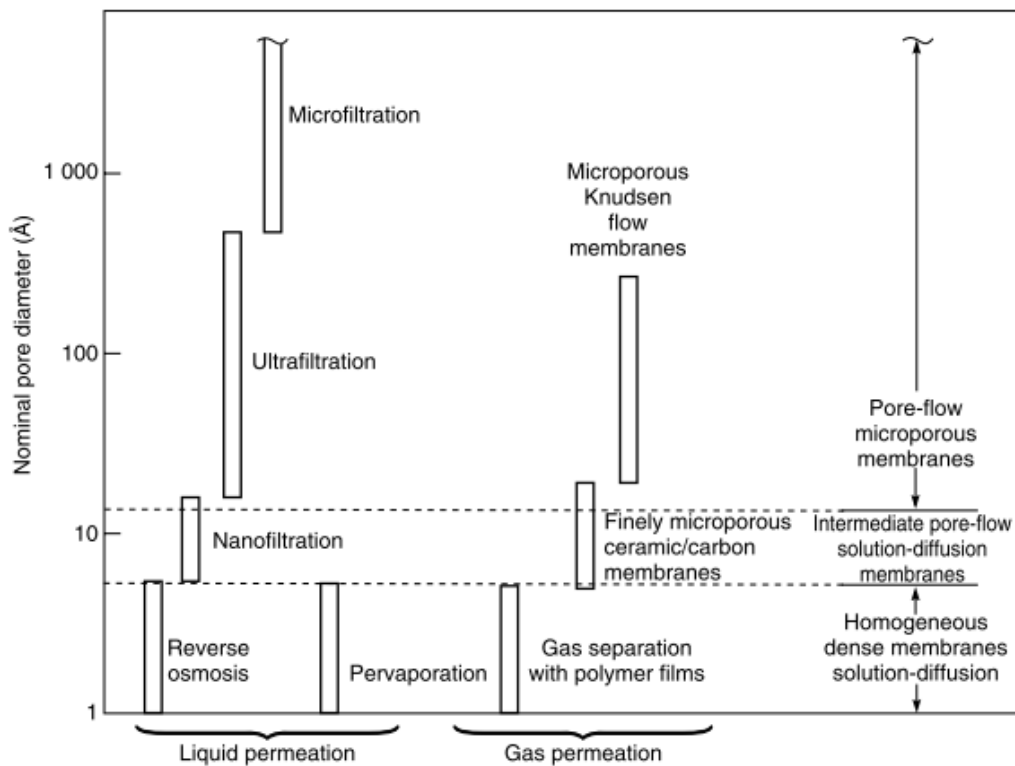 Nominal pore diameter (Å)
1 000
100
10
1
Microfiltration
Ultrafiltration
Nanofiltration
Reverse
osmosis
Pervaporation
Microporous
Knudsen
flow
membranes
Finely microporous
ceramic/carbon
membranes
Gas separation
with polymer films
Pore-flow
microporous
membranes
Intermediate pore-flow
solution-diffusion
membranes
Homogeneous
dense membranes
solution-diffusion
Liquid permeation
Gas permeation